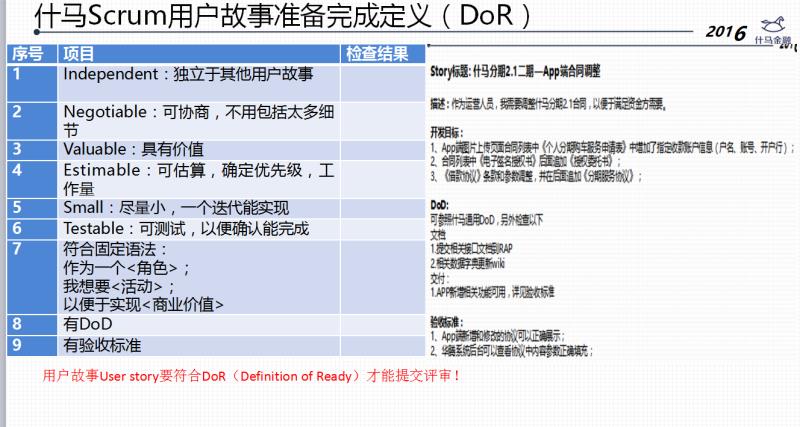 什马Scrum用户故事准备完成定义（DoR）
2016
什马金融
序号 项目 检查结果
1 Independent：独立于其他用户故事
2 Negotiable：可协商，不用包括太多细
节
3 Valuable：具有价值
4 Estimable：可估算，确定优先级，工
作量
5 Small：尽量小，一个迭代能实现
6 Testable：可测试，以便确认能完成
7 符合固定语法：
作为一个<角色>；
我想要<活动>；
以便于实现<商业价值>
8 有DoD
9 有验收标准
用户故事User story要符合DoR（Definition of Ready）才能提交评审！
Story标题: 什马分期2.1二期—App端合同调整
描述：作为运营人员，我需要调整什马分期2.1合同，以便于满足资金方需要。
开发目标：
1、App端图片上传页面合同列表中《个人分期购车服务申请表》中增加了指定收款账户信息（户名、账号、开户行）；
2、合同列表中《电子签名授权书》后面追加《授权委托书》；
3、《借款协议》条款和参数调整，并在后面追加《分期服务协议》；
DoD:
可参照什马通用DoD，另外检查以下
文档
1.提交相关接口文档到RAP
2.相关数据字典更新wiki
交付：
1.APP新增相关功能可用，详见验收标准
验收标准：
1、App端新增和修改的协议可以正确展示；
2、华瞬系统后台可以查看协议中内容参数正确填充；